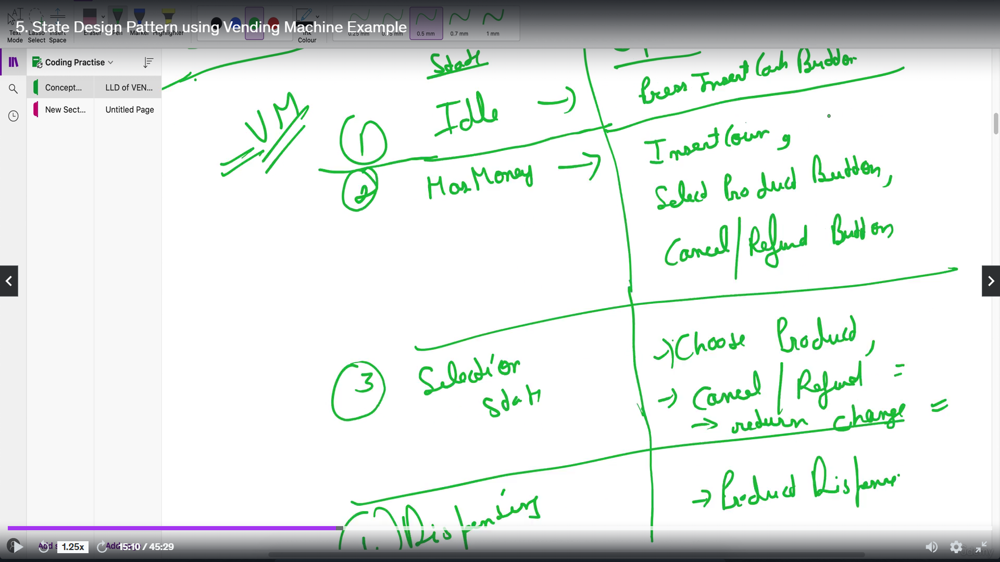 5. State Design Pattern using Vending Machine Example
Text Mode
Lasso Select
Insert Space
Eraser
Pen
Marker
Highlighter
Ink Colour
0.25 mm
0.5 mm
0.7 mm
1 mm
Coding Practise
Concept...
LLD of VEN...
New Sect...
Untitled Page
VM
State
Press Insert Cash Button
1 Idle
Insert Coin,
2 HasMoney
Select Product Button,
Cancel/Refund Button
Choose Product,
3 Selection
State
Cancel / Refund
return change
Product Dispense
Dispensing
1.25x
15:10 / 45:29